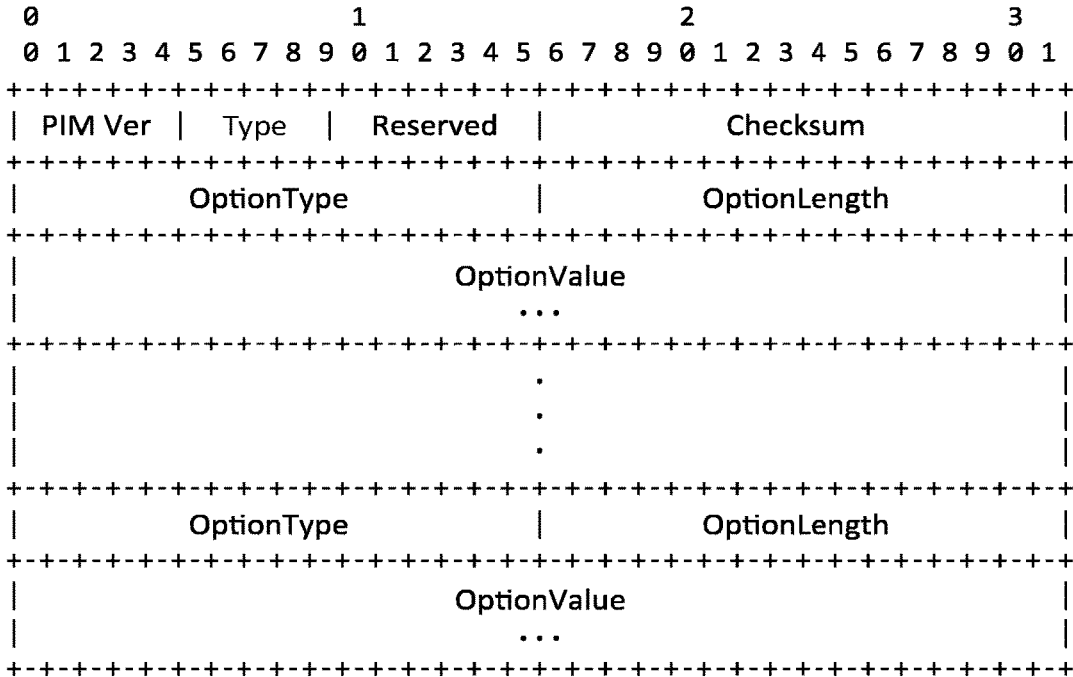 0 1 2 3
0 1 2 3 4 5 6 7 8 9 0 1 2 3 4 5 6 7 8 9 0 1 2 3 4 5 6 7 8 9 0 1
+-+-+-+-+-+-+-+-+-+-+-+-+-+-+-+-+-+-+-+-+-+-+-+-+-+-+-+-+-+-+-+-+
| PIM Ver | Type | Reserved | Checksum |
+-+-+-+-+-+-+-+-+-+-+-+-+-+-+-+-+-+-+-+-+-+-+-+-+-+-+-+-+-+-+-+-+
| OptionType | OptionLength |
+-+-+-+-+-+-+-+-+-+-+-+-+-+-+-+-+-+-+-+-+-+-+-+-+-+-+-+-+-+-+-+-+
| OptionValue |
| ... |
+-+-+-+-+-+-+-+-+-+-+-+-+-+-+-+-+-+-+-+-+-+-+-+-+-+-+-+-+-+-+-+-+
| . |
| . |
| . |
+-+-+-+-+-+-+-+-+-+-+-+-+-+-+-+-+-+-+-+-+-+-+-+-+-+-+-+-+-+-+-+-+
| OptionType | OptionLength |
+-+-+-+-+-+-+-+-+-+-+-+-+-+-+-+-+-+-+-+-+-+-+-+-+-+-+-+-+-+-+-+-+
| OptionValue |
| ... |
+-+-+-+-+-+-+-+-+-+-+-+-+-+-+-+-+-+-+-+-+-+-+-+-+-+-+-+-+-+-+-+-+